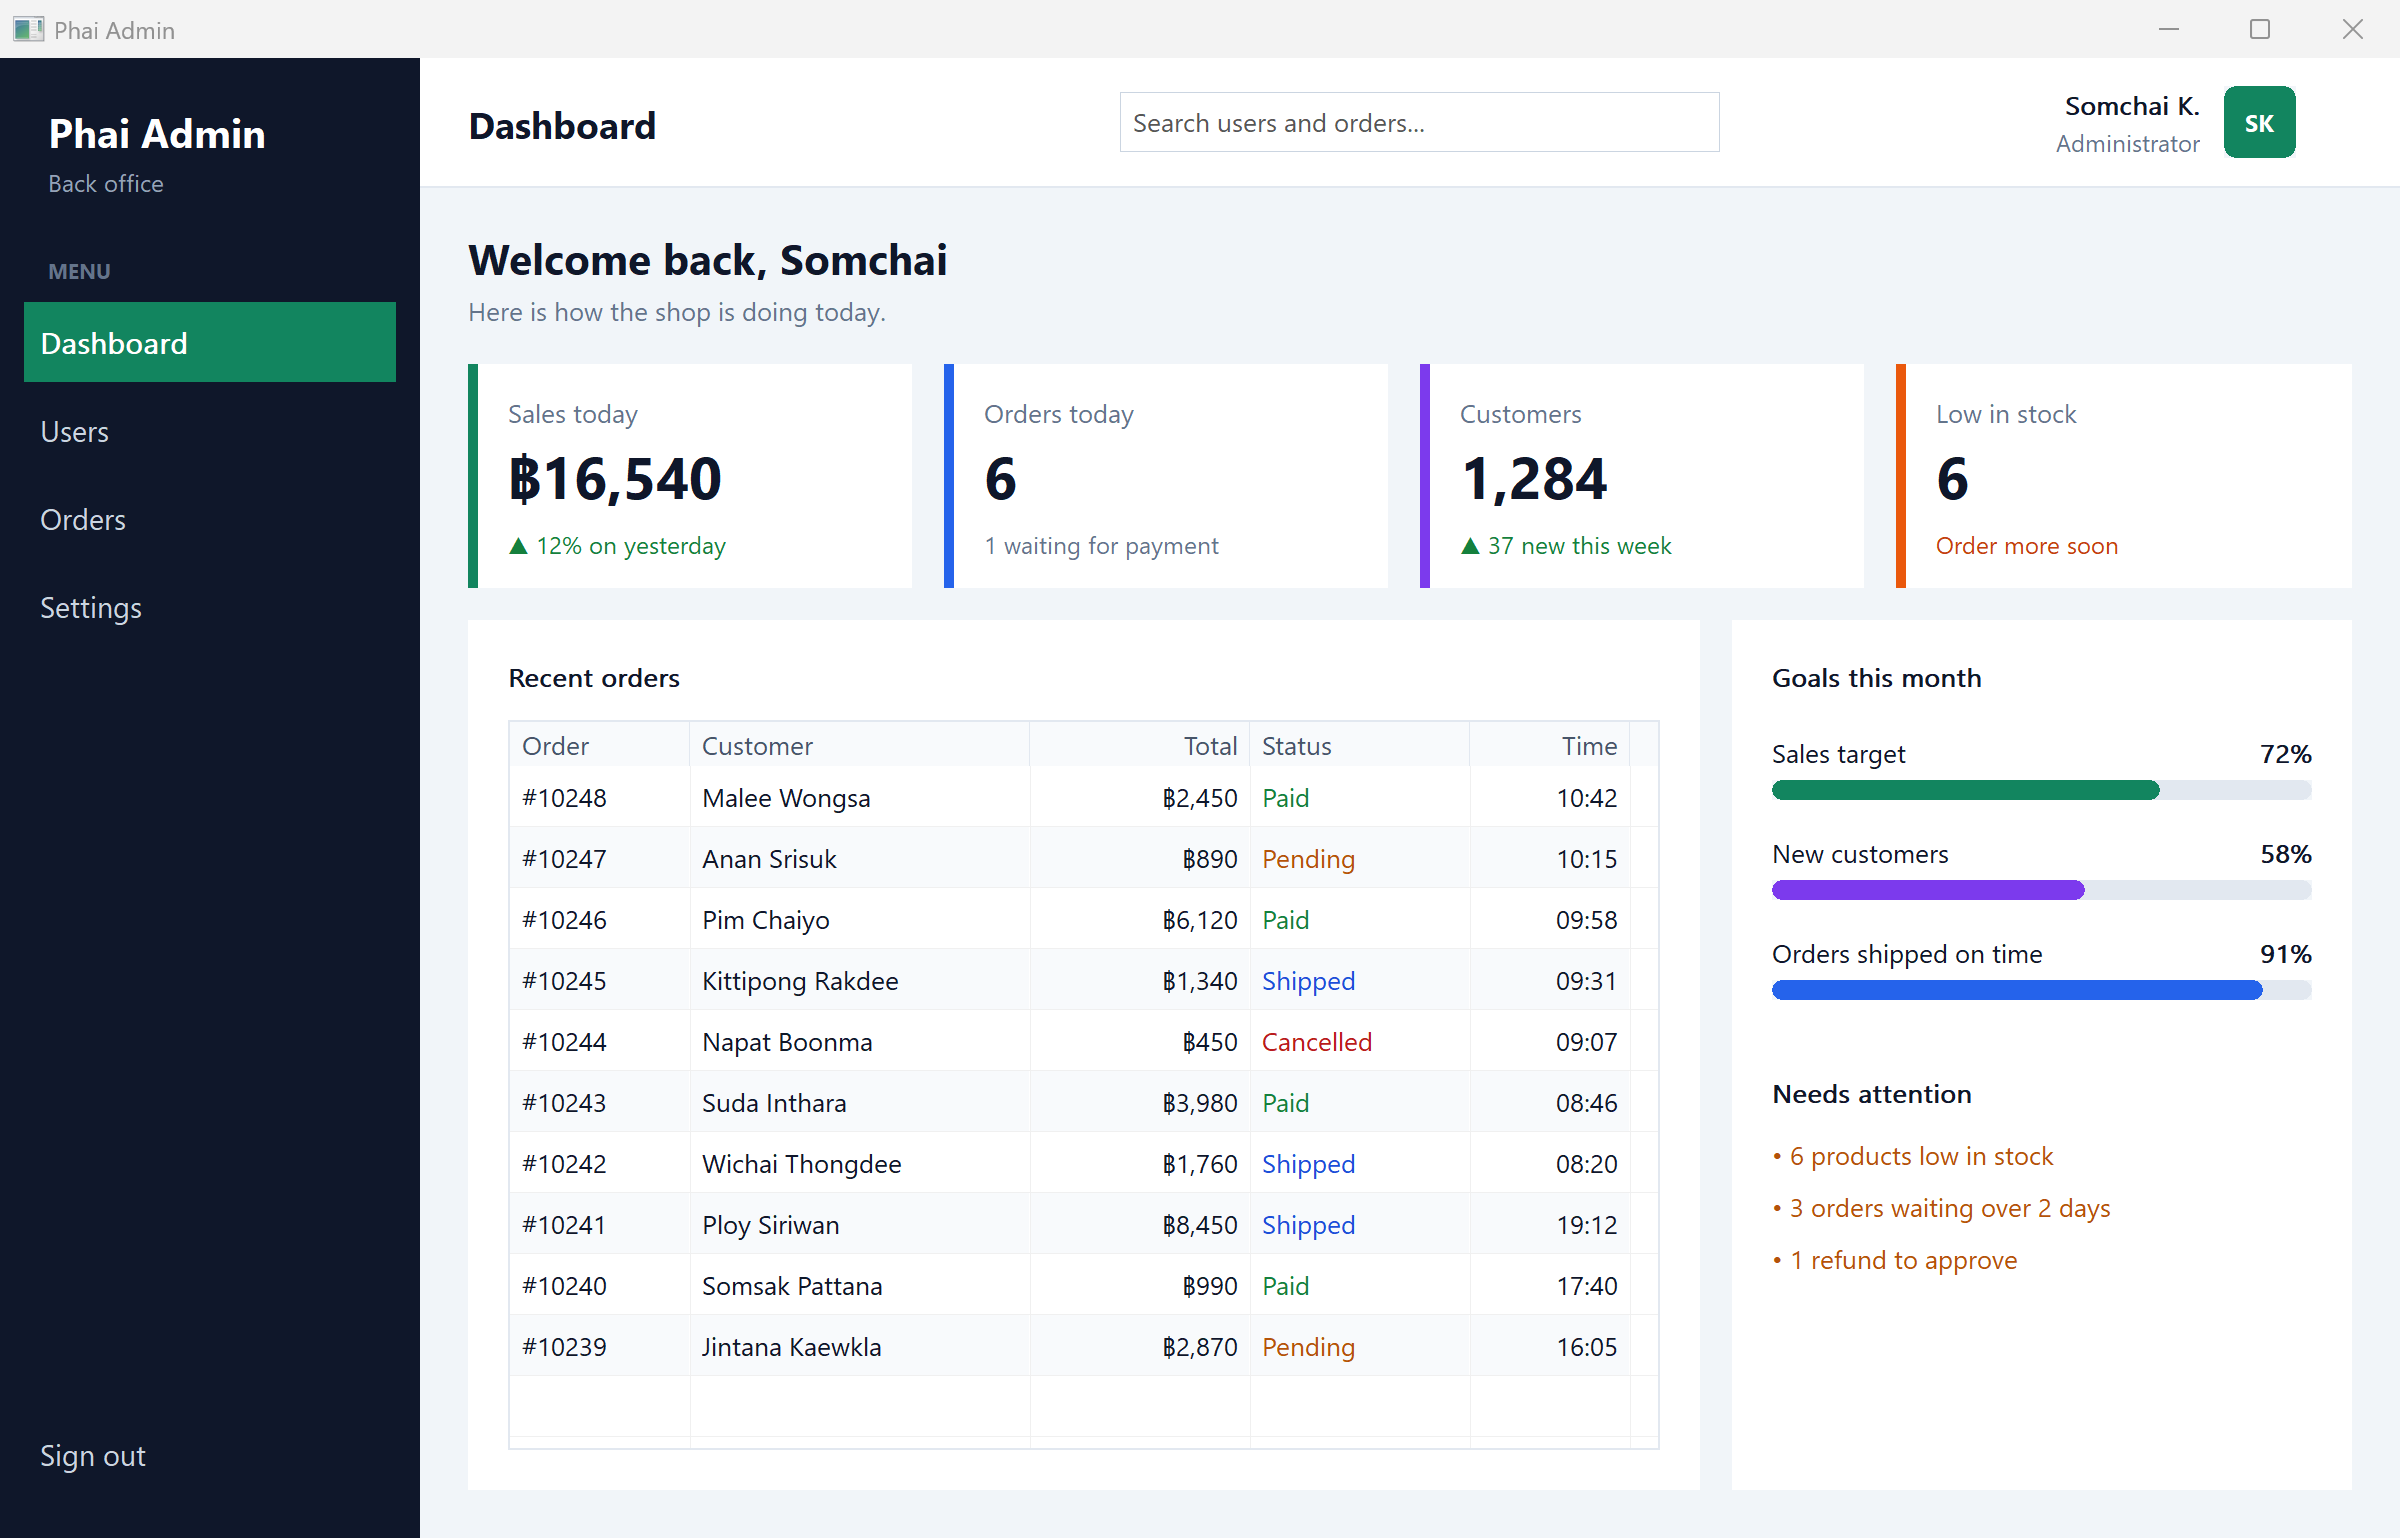 Phai Admin
Phai Admin
Back office
MENU
Dashboard
Users
Orders
Settings
Sign out
Dashboard
Search users and orders...
Somchai K.
Administrator
SK
Welcome back, Somchai
Here is how the shop is doing today.
Sales today
฿16,540
▲ 12% on yesterday
Orders today
6
1 waiting for payment
Customers
1,284
▲ 37 new this week
Low in stock
6
Order more soon
Recent orders
Order Customer Total Status Time
#10248 Malee Wongsa ฿2,450 Paid 10:42
#10247 Anan Srisuk ฿890 Pending 10:15
#10246 Pim Chaiyo ฿6,120 Paid 09:58
#10245 Kittipong Rakdee ฿1,340 Shipped 09:31
#10244 Napat Boonma ฿450 Cancelled 09:07
#10243 Suda Inthara ฿3,980 Paid 08:46
#10242 Wichai Thongdee ฿1,760 Shipped 08:20
#10241 Ploy Siriwan ฿8,450 Shipped 19:12
#10240 Somsak Pattana ฿990 Paid 17:40
#10239 Jintana Kaewkla ฿2,870 Pending 16:05
Goals this month
Sales target 72%
New customers 58%
Orders shipped on time 91%
Needs attention
• 6 products low in stock
• 3 orders waiting over 2 days
• 1 refund to approve